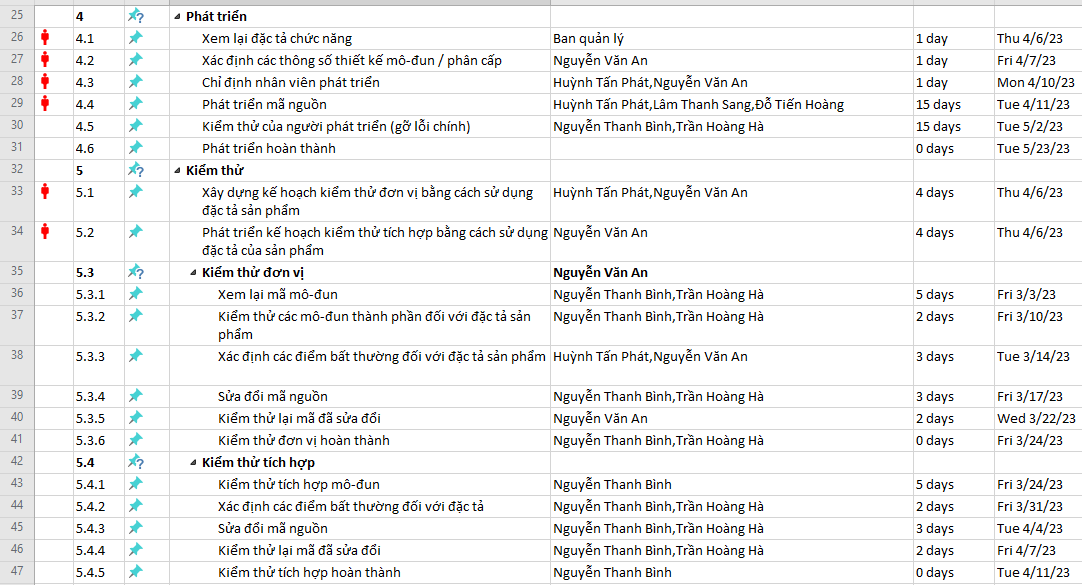 25 4 Phát triển
26 4.1 Xem lại đặc tả chức năng Ban quản lý 1 day Thu 4/6/23
27 4.2 Xác định các thông số thiết kế mô-đun / phân cấp Nguyễn Văn An 1 day Fri 4/7/23
28 4.3 Chỉ định nhân viên phát triển Huỳnh Tấn Phát,Nguyễn Văn An 1 day Mon 4/10/23
29 4.4 Phát triển mã nguồn Huỳnh Tấn Phát,Lâm Thanh Sang,Đỗ Tiến Hoàng 15 days Tue 4/11/23
30 4.5 Kiểm thử của người phát triển (gỡ lỗi chính) Nguyễn Thanh Bình,Trần Hoàng Hà 15 days Tue 5/2/23
31 4.6 Phát triển hoàn thành 0 days Tue 5/23/23
32 5 Kiểm thử
33 5.1 Xây dựng kế hoạch kiểm thử đơn vị bằng cách sử dụng Huỳnh Tấn Phát,Nguyễn Văn An 4 days Thu 4/6/23
đặc tả sản phẩm
34 5.2 Phát triển kế hoạch kiểm thử tích hợp bằng cách sử dụng Nguyễn Văn An 4 days Thu 4/6/23
đặc tả của sản phẩm
35 5.3 Kiểm thử đơn vị Nguyễn Văn An
36 5.3.1 Xem lại mã mô-đun Nguyễn Thanh Bình,Trần Hoàng Hà 5 days Fri 3/3/23
37 5.3.2 Kiểm thử các mô-đun thành phần đối với đặc tả sản Nguyễn Thanh Bình,Trần Hoàng Hà 2 days Fri 3/10/23
phẩm
38 5.3.3 Xác định các điểm bất thường đối với đặc tả sản phẩm Huỳnh Tấn Phát,Nguyễn Văn An 3 days Tue 3/14/23
39 5.3.4 Sửa đổi mã nguồn Nguyễn Thanh Bình,Trần Hoàng Hà 3 days Fri 3/17/23
40 5.3.5 Kiểm thử lại mã đã sửa đổi Nguyễn Văn An 2 days Wed 3/22/23
41 5.3.6 Kiểm thử đơn vị hoàn thành Nguyễn Thanh Bình,Trần Hoàng Hà 0 days Fri 3/24/23
42 5.4 Kiểm thử tích hợp
43 5.4.1 Kiểm thử tích hợp mô-đun Nguyễn Thanh Bình 5 days Fri 3/24/23
44 5.4.2 Xác định các điểm bất thường đối với đặc tả Nguyễn Thanh Bình,Trần Hoàng Hà 2 days Fri 3/31/23
45 5.4.3 Sửa đổi mã nguồn Nguyễn Thanh Bình,Trần Hoàng Hà 3 days Tue 4/4/23
46 5.4.4 Kiểm thử lại mã đã sửa đổi Nguyễn Thanh Bình,Trần Hoàng Hà 2 days Fri 4/7/23
47 5.4.5 Kiểm thử tích hợp hoàn thành Nguyễn Thanh Bình 0 days Tue 4/11/23